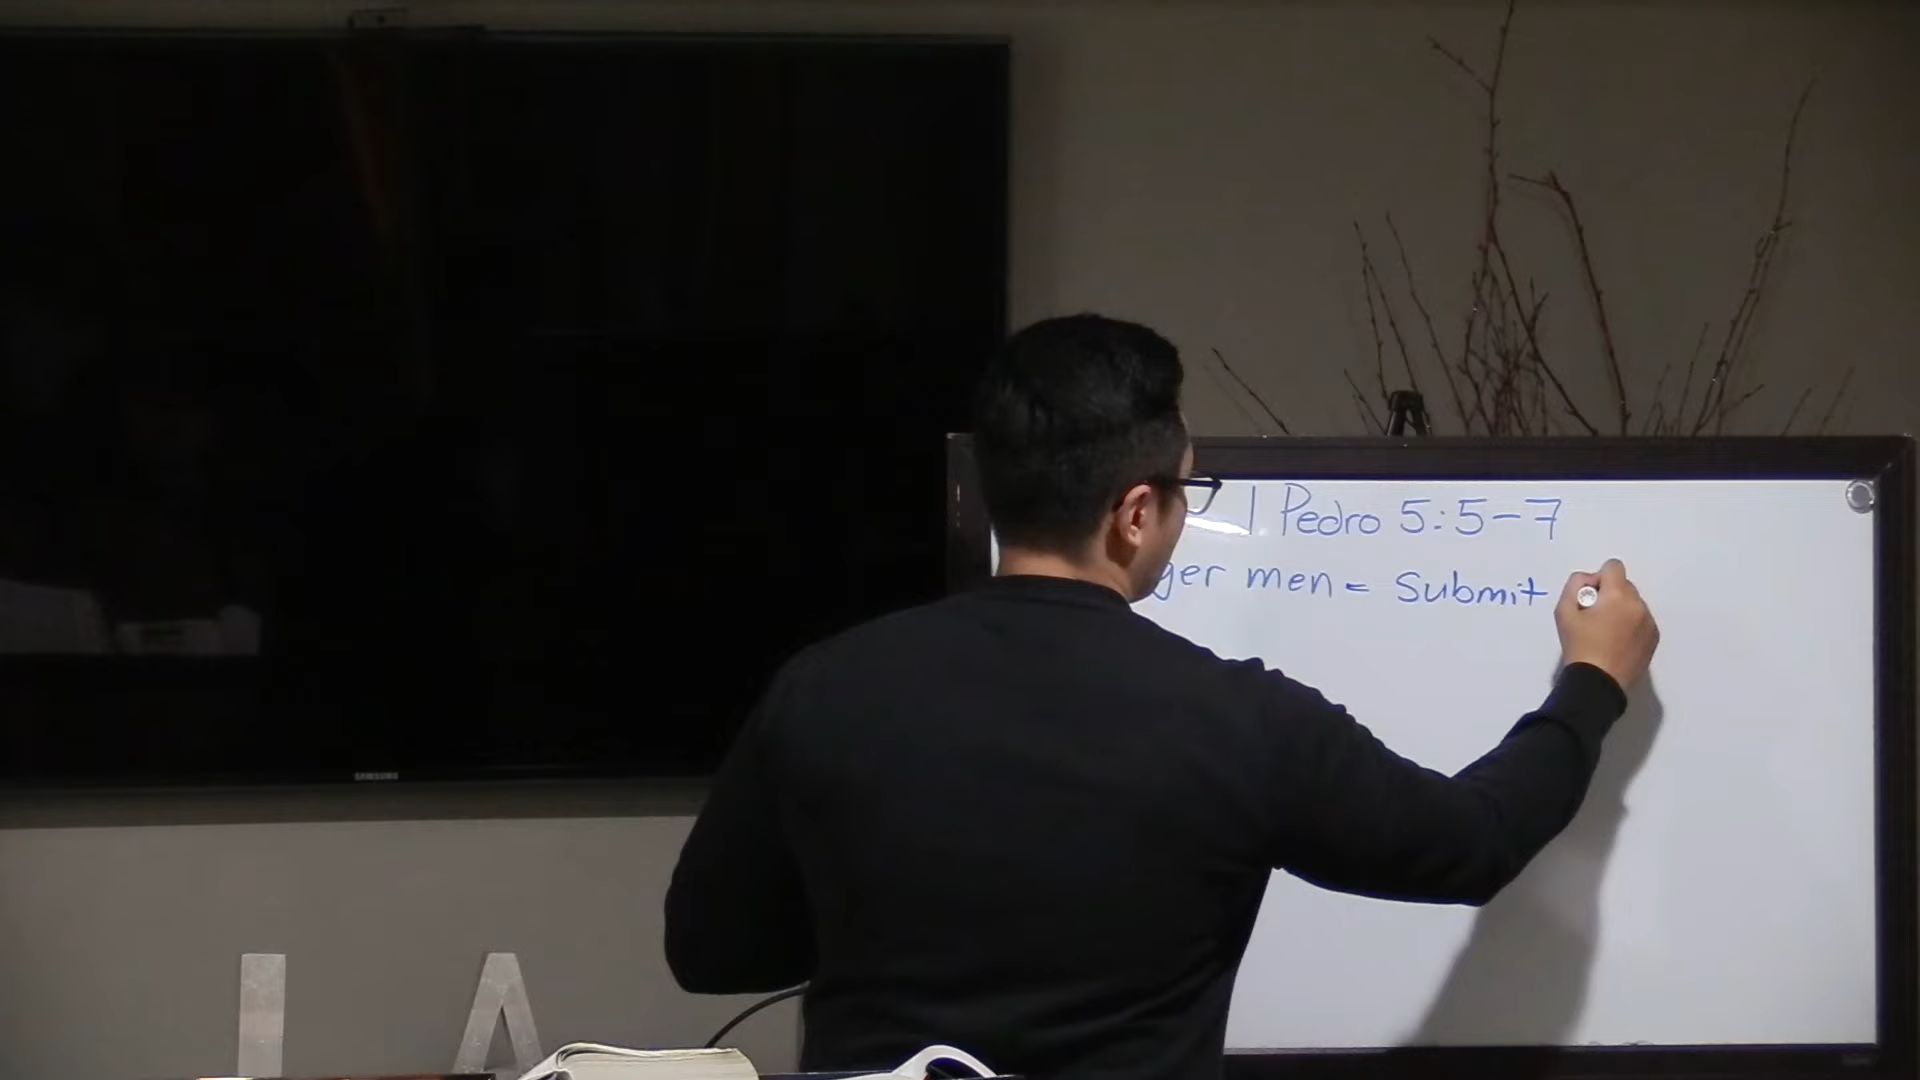 1 Pedro 5:5-7
ger men = Submit
SAMSUNG
L A